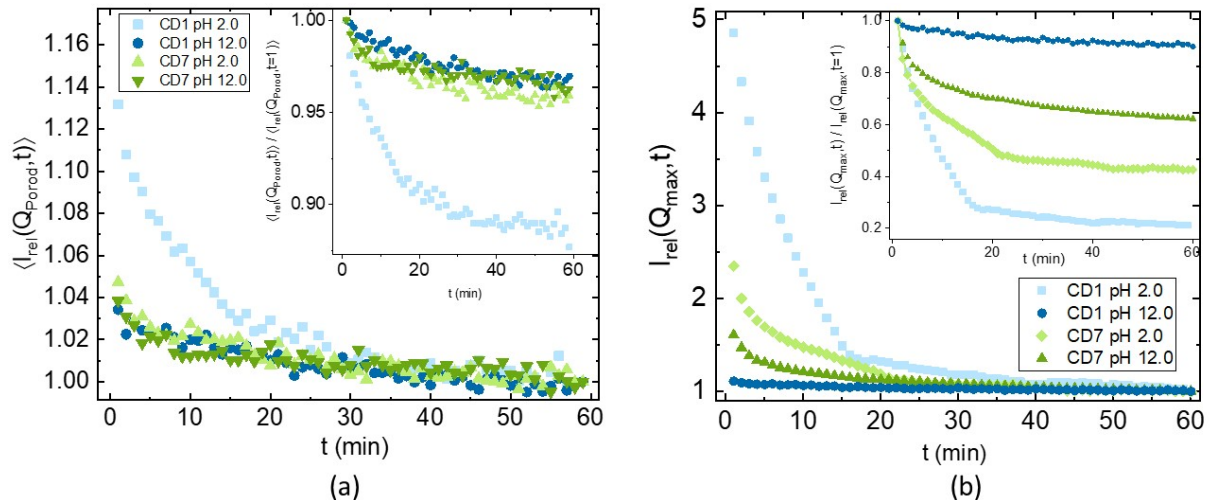 ⟨I_rel(Q_Porod,t)⟩
1.16
1.14
1.12
1.10
1.08
1.06
1.04
1.02
1.00
0 10 20 30 40 50 60
t (min)
CD1 pH 2.0
CD1 pH 12.0
CD7 pH 2.0
CD7 pH 12.0
⟨I_rel(Q_Porod,t)⟩ / ⟨I_rel(Q_Porod,t=1)⟩
1.00
0.95
0.90
0 20 40 60
t (min)
(a)
I_rel(Q_max,t)
5
4
3
2
1
0 10 20 30 40 50 60
t (min)
I_rel(Q_max,t) / I_rel(Q_max,t=1)
1.0
0.8
0.6
0.4
0.2
0 20 40 60
t (min)
CD1 pH 2.0
CD1 pH 12.0
CD7 pH 2.0
CD7 pH 12.0
(b)